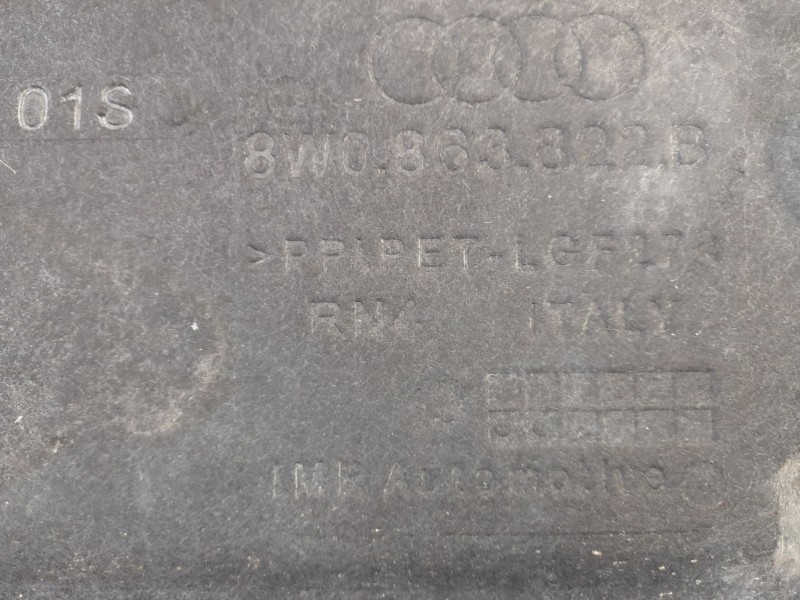 01S
8W0.863.822.B
>PP\PET-LGF27<
RN4 ITALY
IMR Automotive